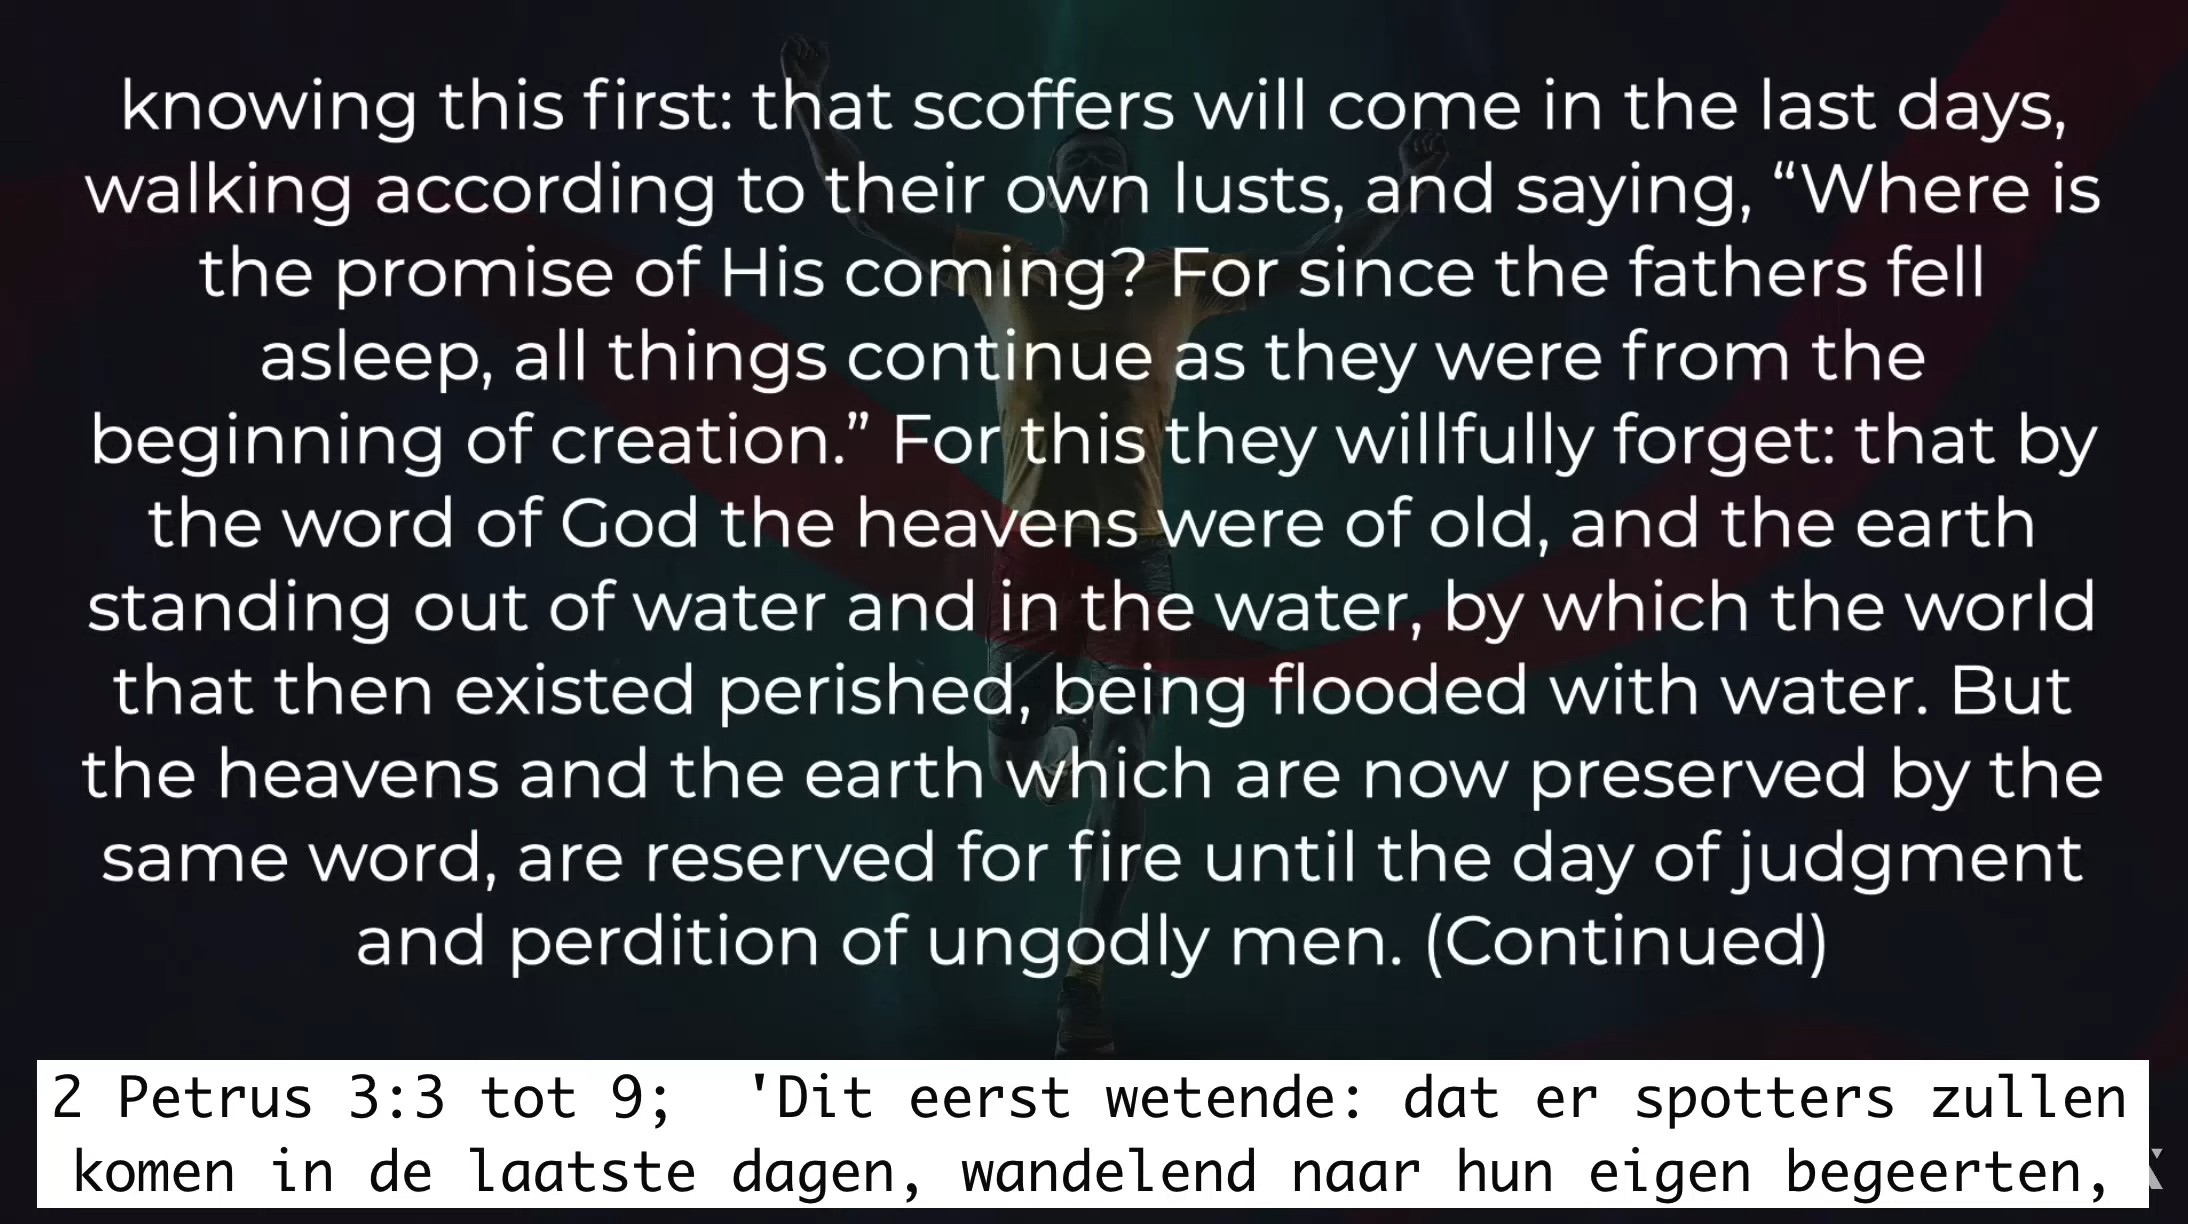 knowing this first: that scoffers will come in the last days,
walking according to their own lusts, and saying, “Where is
the promise of His coming? For since the fathers fell
asleep, all things continue as they were from the
beginning of creation.” For this they willfully forget: that by
the word of God the heavens were of old, and the earth
standing out of water and in the water, by which the world
that then existed perished, being flooded with water. But
the heavens and the earth which are now preserved by the
same word, are reserved for fire until the day of judgment
and perdition of ungodly men. (Continued)
2 Petrus 3:3 tot 9;  'Dit eerst wetende: dat er spotters zullen
komen in de laatste dagen, wandelend naar hun eigen begeerten,